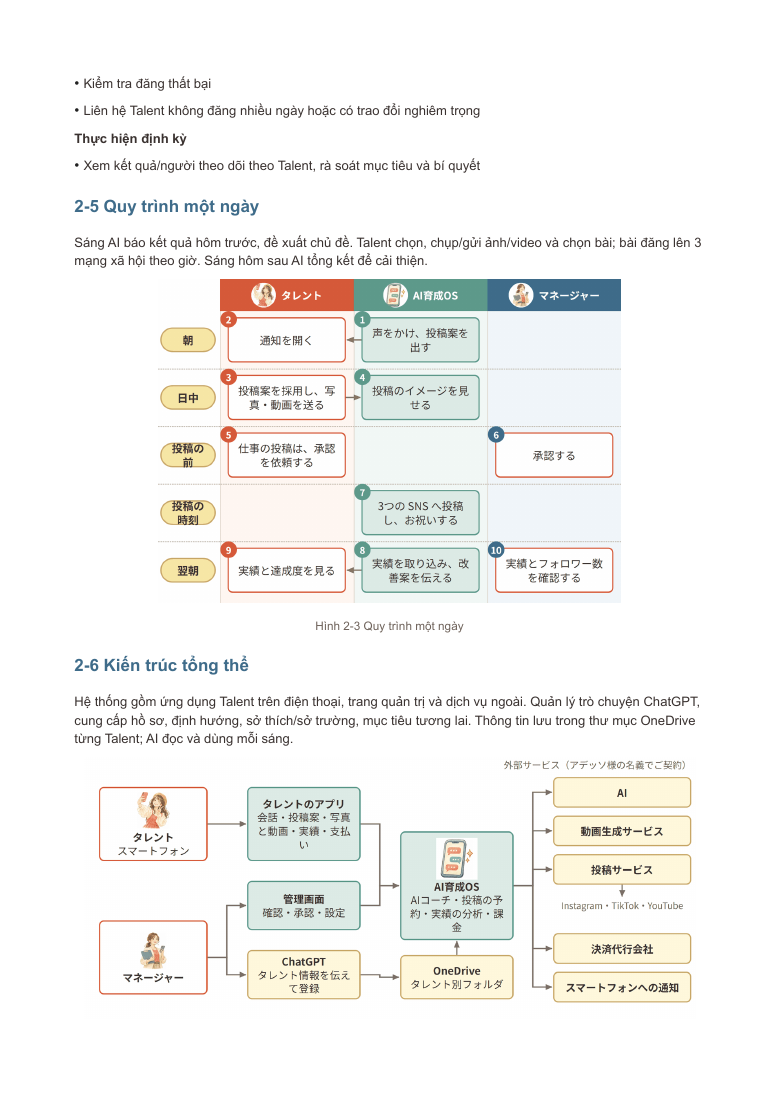 • Kiểm tra đăng thất bại
• Liên hệ Talent không đăng nhiều ngày hoặc có trao đổi nghiêm trọng
Thực hiện định kỳ
• Xem kết quả/người theo dõi theo Talent, rà soát mục tiêu và bí quyết
2-5 Quy trình một ngày
Sáng AI báo kết quả hôm trước, đề xuất chủ đề. Talent chọn, chụp/gửi ảnh/video và chọn bài; bài đăng lên 3
mạng xã hội theo giờ. Sáng hôm sau AI tổng kết để cải thiện.
タレント
AI育成OS
マネージャー
朝
2
通知を開く
1
声をかけ、投稿案を
出す
日中
3
投稿案を採用し、写
真・動画を送る
4
投稿のイメージを見
せる
投稿の
前
5
仕事の投稿は、承認
を依頼する
6
承認する
投稿の
時刻
7
3つの SNS へ投稿
し、お祝いする
翌朝
9
実績と達成度を見る
8
実績を取り込み、改
善案を伝える
10
実績とフォロワー数
を確認する
Hình 2-3 Quy trình một ngày
2-6 Kiến trúc tổng thể
Hệ thống gồm ứng dụng Talent trên điện thoại, trang quản trị và dịch vụ ngoài. Quản lý trò chuyện ChatGPT,
cung cấp hồ sơ, định hướng, sở thích/sở trường, mục tiêu tương lai. Thông tin lưu trong thư mục OneDrive
từng Talent; AI đọc và dùng mỗi sáng.
外部サービス（アデッソ様の名義でご契約）
タレント
スマートフォン
タレントのアプリ
会話・投稿案・写真
と動画・実績・支払
い
管理画面
確認・承認・設定
マネージャー
ChatGPT
タレント情報を伝え
て登録
AI育成OS
AIコーチ・投稿の予
約・実績の分析・課
金
OneDrive
タレント別フォルダ
AI
動画生成サービス
投稿サービス
Instagram・TikTok・YouTube
決済代行会社
スマートフォンへの通知